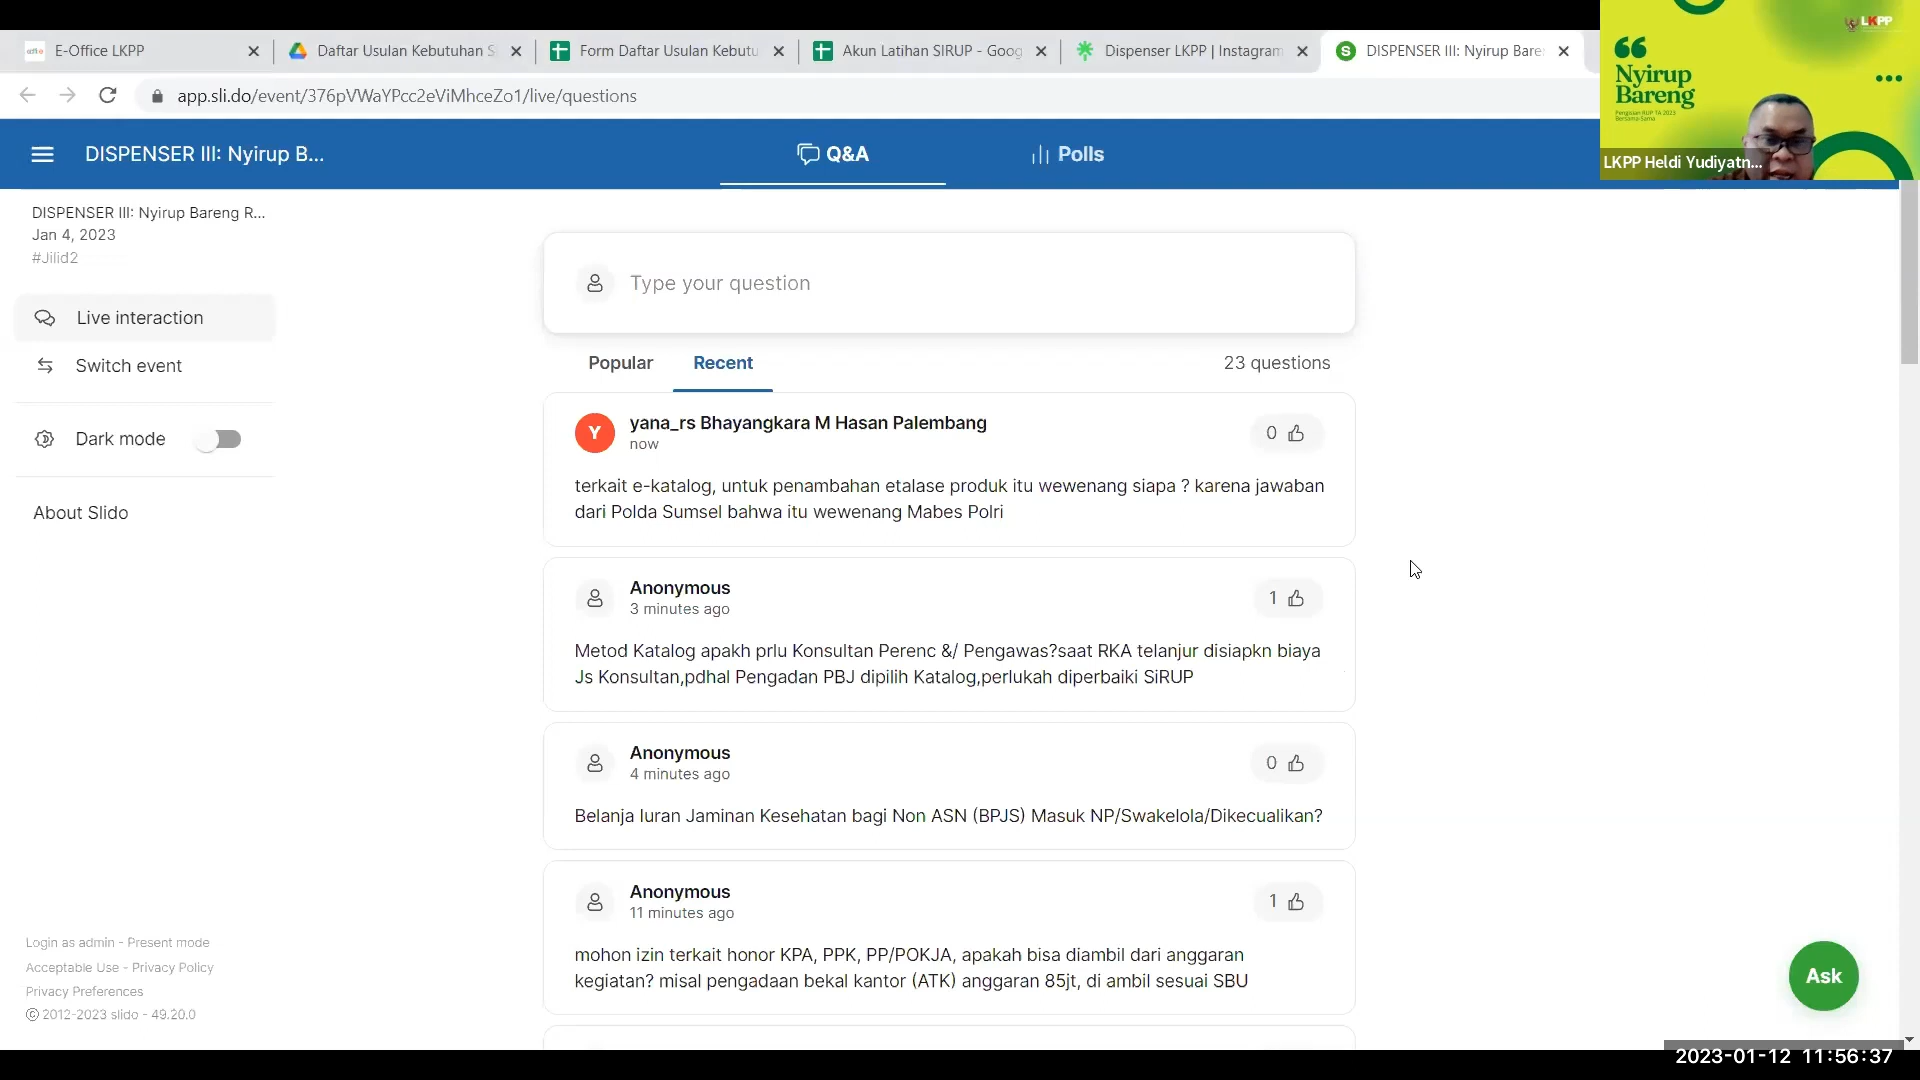 E-Office LKPP
Daftar Usulan Kebutuhan S
Form Daftar Usulan Kebutu
Akun Latihan SIRUP - Goog
Dispenser LKPP | Instagram
DISPENSER III: Nyirup Bare
app.sli.do/event/376pVWaYPcc2eViMhceZo1/live/questions
LKPP
Nyirup
Bareng
Pengisian RUP TA 2023
Bersama-Sama
LKPP Heldi Yudiyatn...
DISPENSER III: Nyirup B...
Q&A
Polls
DISPENSER III: Nyirup Bareng R...
Jan 4, 2023
#Jilid2
Live interaction
Switch event
Dark mode
About Slido
Type your question
Popular
Recent
23 questions
Y
yana_rs Bhayangkara M Hasan Palembang
now
0
terkait e-katalog, untuk penambahan etalase produk itu wewenang siapa ? karena jawaban
dari Polda Sumsel bahwa itu wewenang Mabes Polri
Anonymous
3 minutes ago
1
Metod Katalog apakh prlu Konsultan Perenc &/ Pengawas?saat RKA telanjur disiapkn biaya
Js Konsultan,pdhal Pengadan PBJ dipilih Katalog,perlukah diperbaiki SiRUP
Anonymous
4 minutes ago
0
Belanja Iuran Jaminan Kesehatan bagi Non ASN (BPJS) Masuk NP/Swakelola/Dikecualikan?
Anonymous
11 minutes ago
1
mohon izin terkait honor KPA, PPK, PP/POKJA, apakah bisa diambil dari anggaran
kegiatan? misal pengadaan bekal kantor (ATK) anggaran 85jt, di ambil sesuai SBU
Login as admin - Present mode
Acceptable Use - Privacy Policy
Privacy Preferences
© 2012-2023 slido - 49.20.0
Ask
2023-01-12 11:56:37